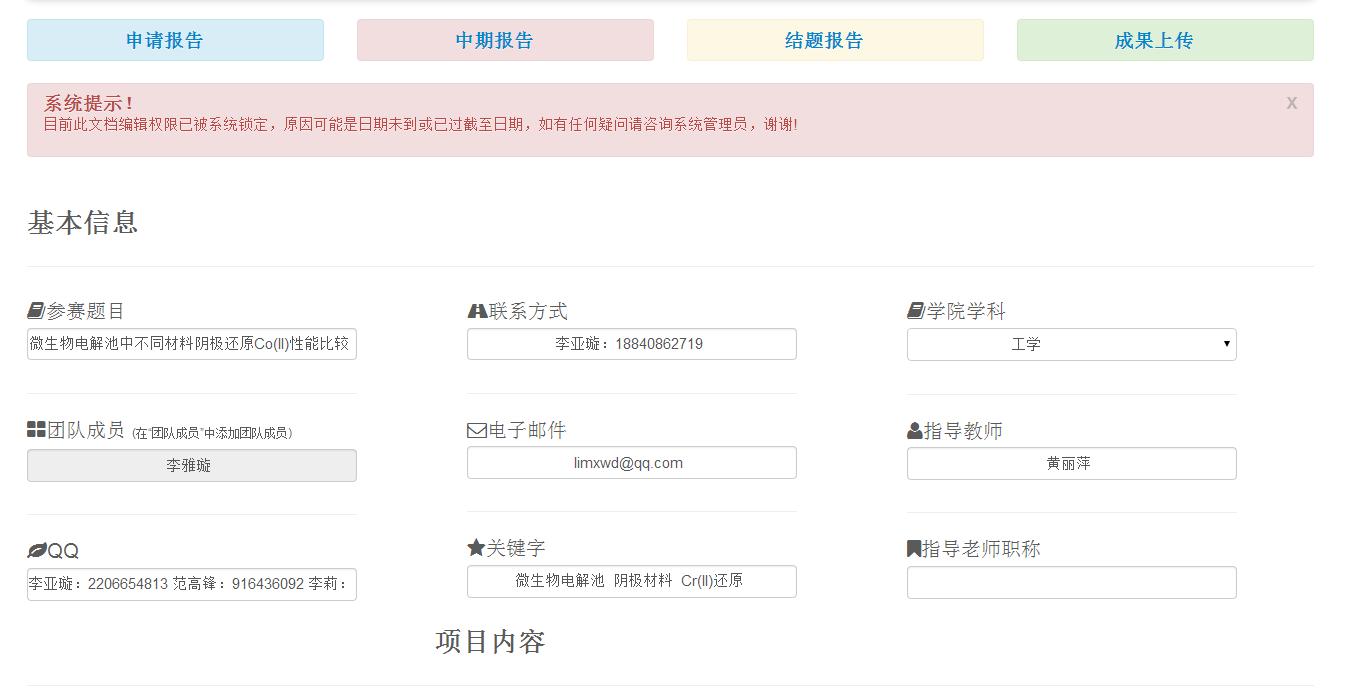 申请报告 中期报告 结题报告 成果上传
系统提示！ X
目前此文档编辑权限已被系统锁定，原因可能是日期未到或已过截至日期，如有任何疑问请咨询系统管理员，谢谢!
基本信息
参赛题目 联系方式 学院学科
微生物电解池中不同材料阴极还原Co(II)性能比较 李亚璇：18840862719 工学
团队成员 (在"团队成员"中添加团队成员) 电子邮件 指导教师
李雅璇 limxwd@qq.com 黄丽萍
QQ 关键字 指导老师职称
李亚璇：2206654813 范高锋：916436092 李莉： 微生物电解池 阴极材料 Cr(II)还原
项目内容